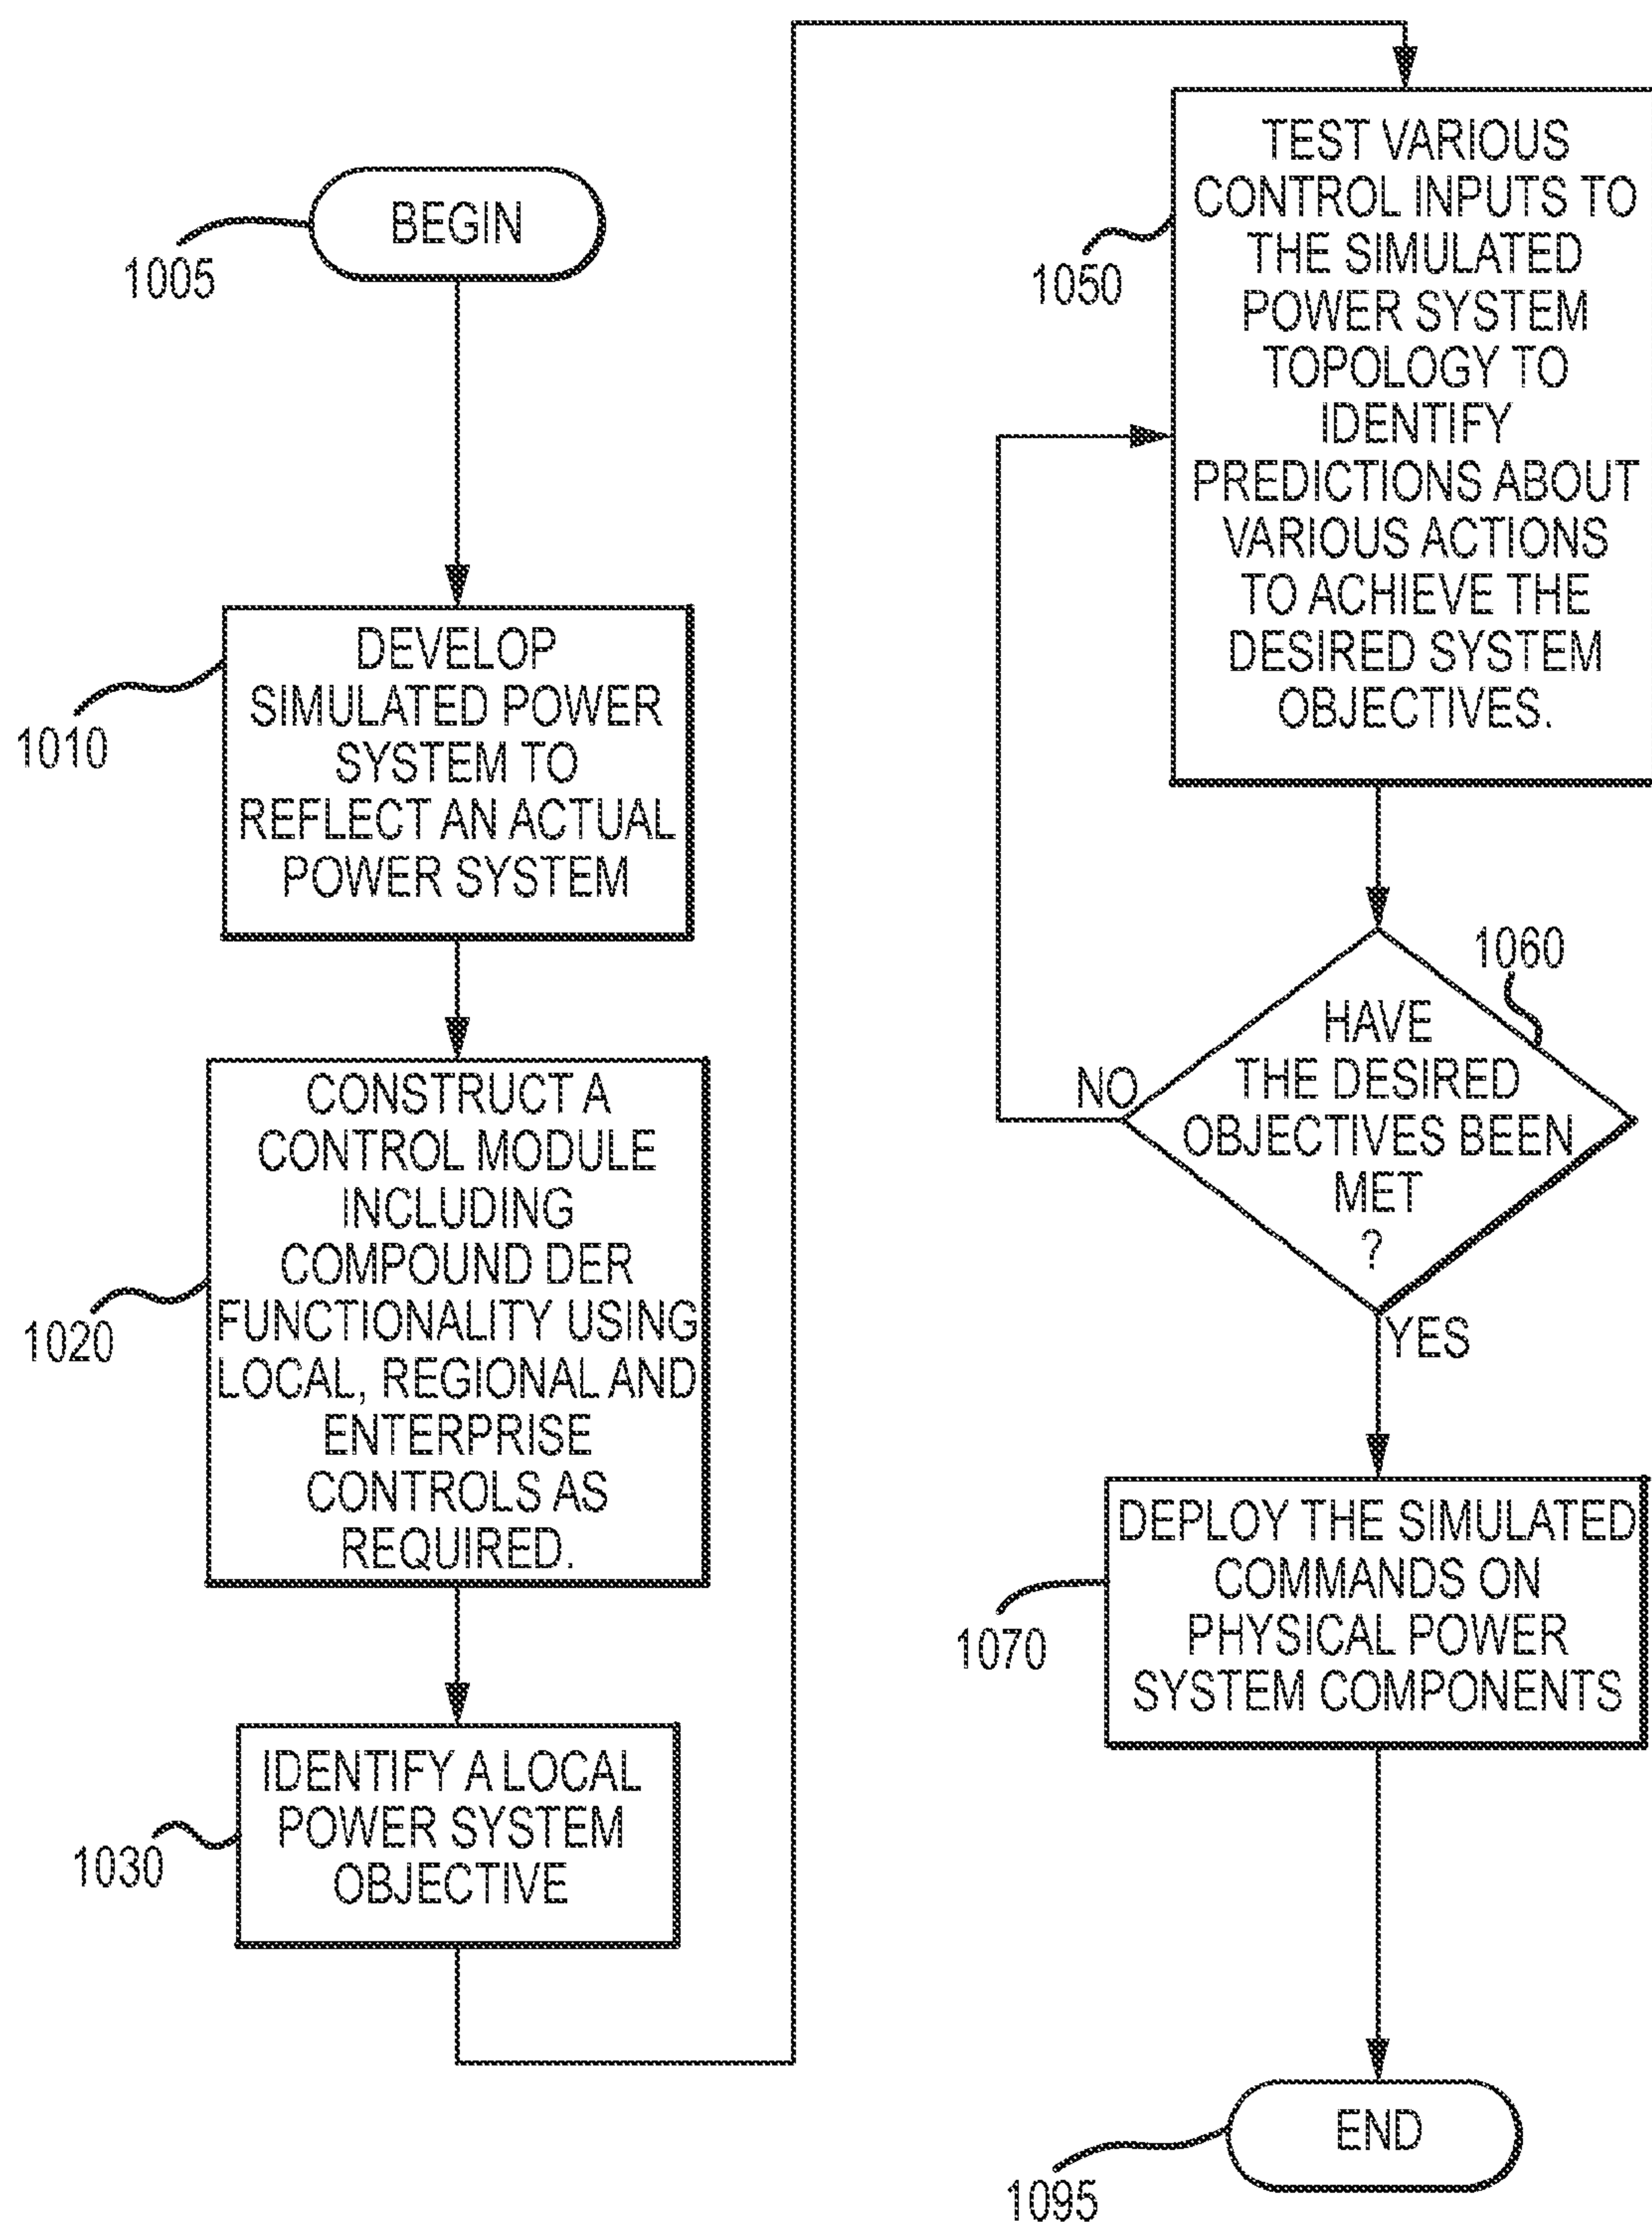 BEGIN
1005
DEVELOP
SIMULATED POWER
SYSTEM TO
REFLECT AN ACTUAL
POWER SYSTEM
1010
CONSTRUCT A
CONTROL MODULE
INCLUDING
COMPOUND DER
FUNCTIONALITY USING
LOCAL, REGIONAL AND
ENTERPRISE
CONTROLS AS
REQUIRED.
1020
IDENTIFY A LOCAL
POWER SYSTEM
OBJECTIVE
1030
TEST VARIOUS
CONTROL INPUTS TO
THE SIMULATED
POWER SYSTEM
TOPOLOGY TO
IDENTIFY
PREDICTIONS ABOUT
VARIOUS ACTIONS
TO ACHIEVE THE
DESIRED SYSTEM
OBJECTIVES.
1050
1060
HAVE
THE DESIRED
OBJECTIVES BEEN
MET
?
NO
YES
DEPLOY THE SIMULATED
COMMANDS ON
PHYSICAL POWER
SYSTEM COMPONENTS
1070
END
1095